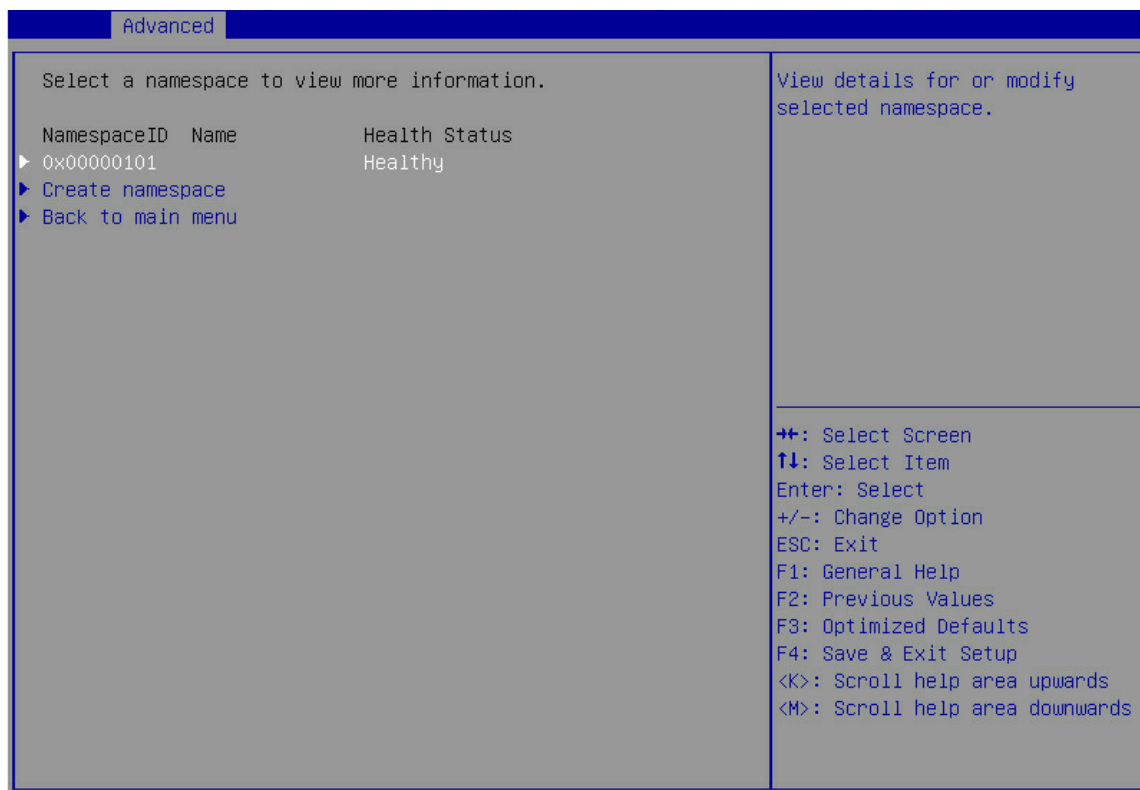 Advanced
Select a namespace to view more information.
NamespaceID Name Health Status
0x00000101 Healthy
Create namespace
Back to main menu
View details for or modify
selected namespace.
→←: Select Screen
↑↓: Select Item
Enter: Select
+/-: Change Option
ESC: Exit
F1: General Help
F2: Previous Values
F3: Optimized Defaults
F4: Save & Exit Setup
<K>: Scroll help area upwards
<M>: Scroll help area downwards